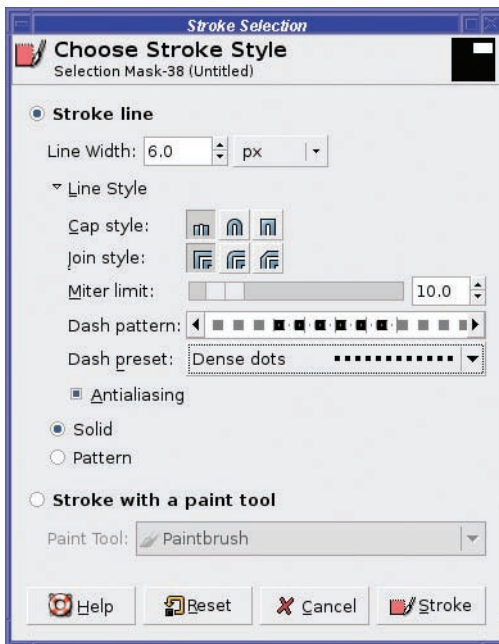 Stroke Selection
Choose Stroke Style
Selection Mask-38 (Untitled)
Stroke line
Line Width: 6.0 px
Line Style
Cap style:
Join style:
Miter limit: 10.0
Dash pattern:
Dash preset: Dense dots
Antialiasing
Solid
Pattern
Stroke with a paint tool
Paint Tool: Paintbrush
Help Reset Cancel Stroke